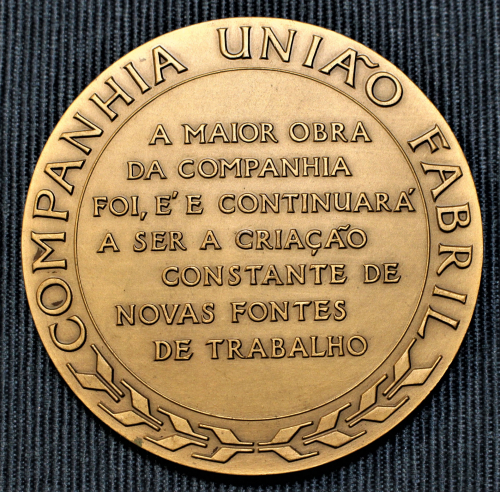 COMPANHIA UNIÃO FABRIL
A MAIOR OBRA
DA COMPANHIA
FOI, E' E CONTINUARÁ
A SER A CRIAÇÃO
CONSTANTE DE
NOVAS FONTES
DE TRABALHO